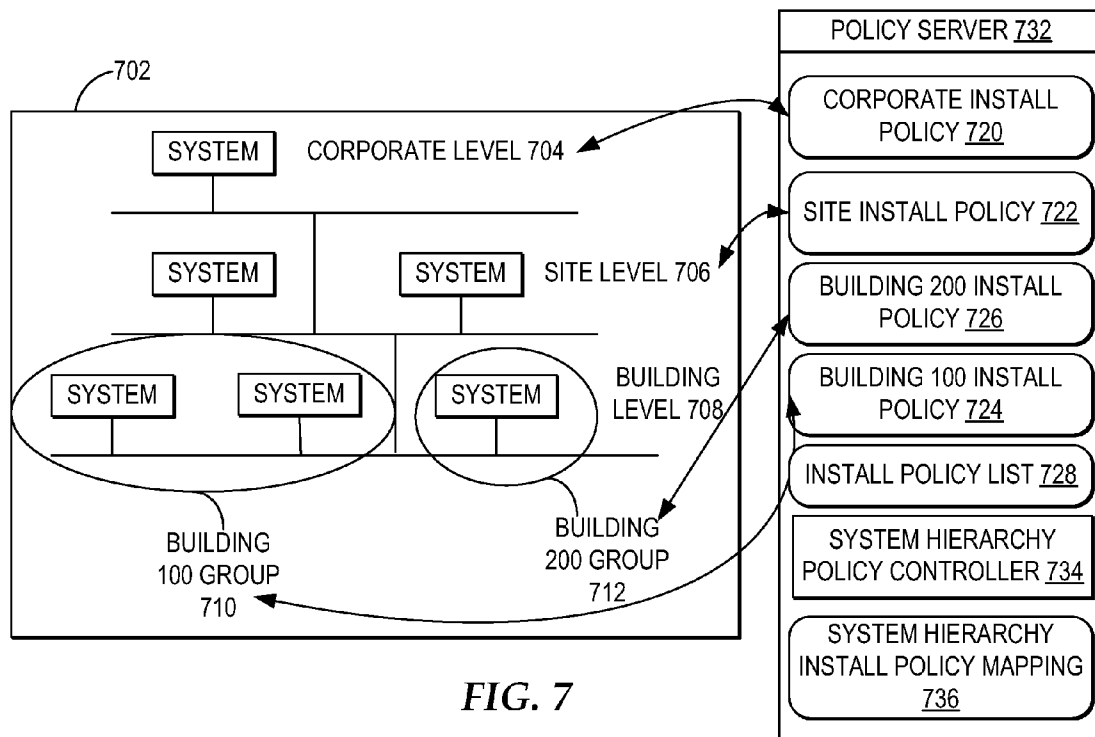 702
SYSTEM
CORPORATE LEVEL 704
SYSTEM
SITE LEVEL 706
SYSTEM
SYSTEM
SYSTEM
SYSTEM
BUILDING
LEVEL 708
BUILDING
100 GROUP
710
BUILDING
200 GROUP
712
POLICY SERVER 732
CORPORATE INSTALL
POLICY 720
SITE INSTALL POLICY 722
BUILDING 200 INSTALL
POLICY 726
BUILDING 100 INSTALL
POLICY 724
INSTALL POLICY LIST 728
SYSTEM HIERARCHY
POLICY CONTROLLER 734
SYSTEM HIERARCHY
INSTALL POLICY MAPPING
736
FIG. 7